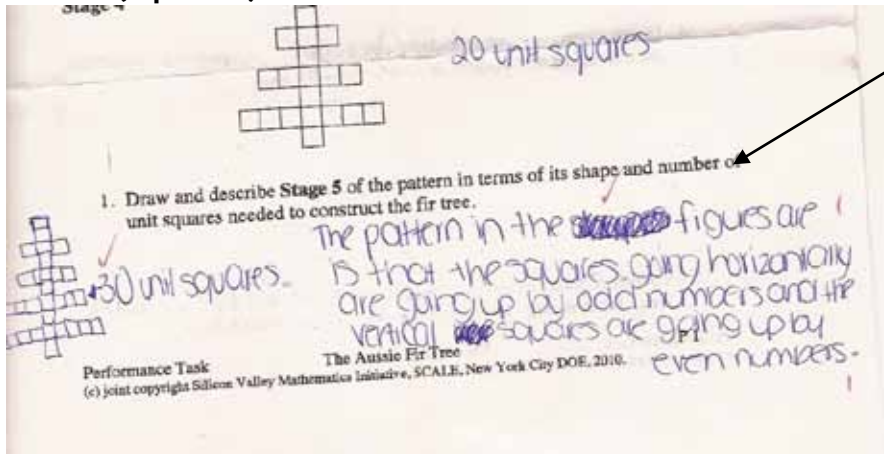 Stage 4
20 unit squares
1. Draw and describe Stage 5 of the pattern in terms of its shape and number of
unit squares needed to construct the fir tree.
30 unit squares.
The pattern in the figures are
is that the squares going horizontally
are going up by odd numbers and the
vertical squares are going up by
even numbers.
P1
Performance Task
The Aussie Fir Tree
(c) joint copyright Silicon Valley Mathematics Initiative, SCALE, New York City DOE, 2010.